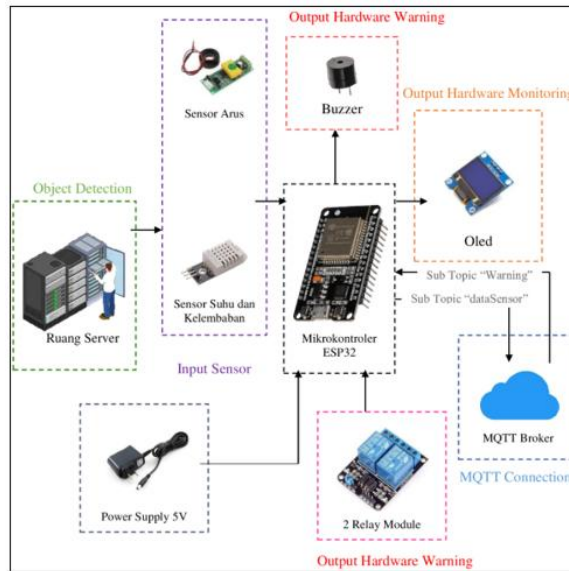 Output Hardware Warning
Buzzer
Sensor Arus
Output Hardware Monitoring
Oled
Object Detection
Ruang Server
Sensor Suhu dan
Kelembaban
Input Sensor
Mikrokontroler
ESP32
Sub Topic “Warning”
Sub Topic “dataSensor”
MQTT Broker
MQTT Connection
Power Supply 5V
2 Relay Module
Output Hardware Warning